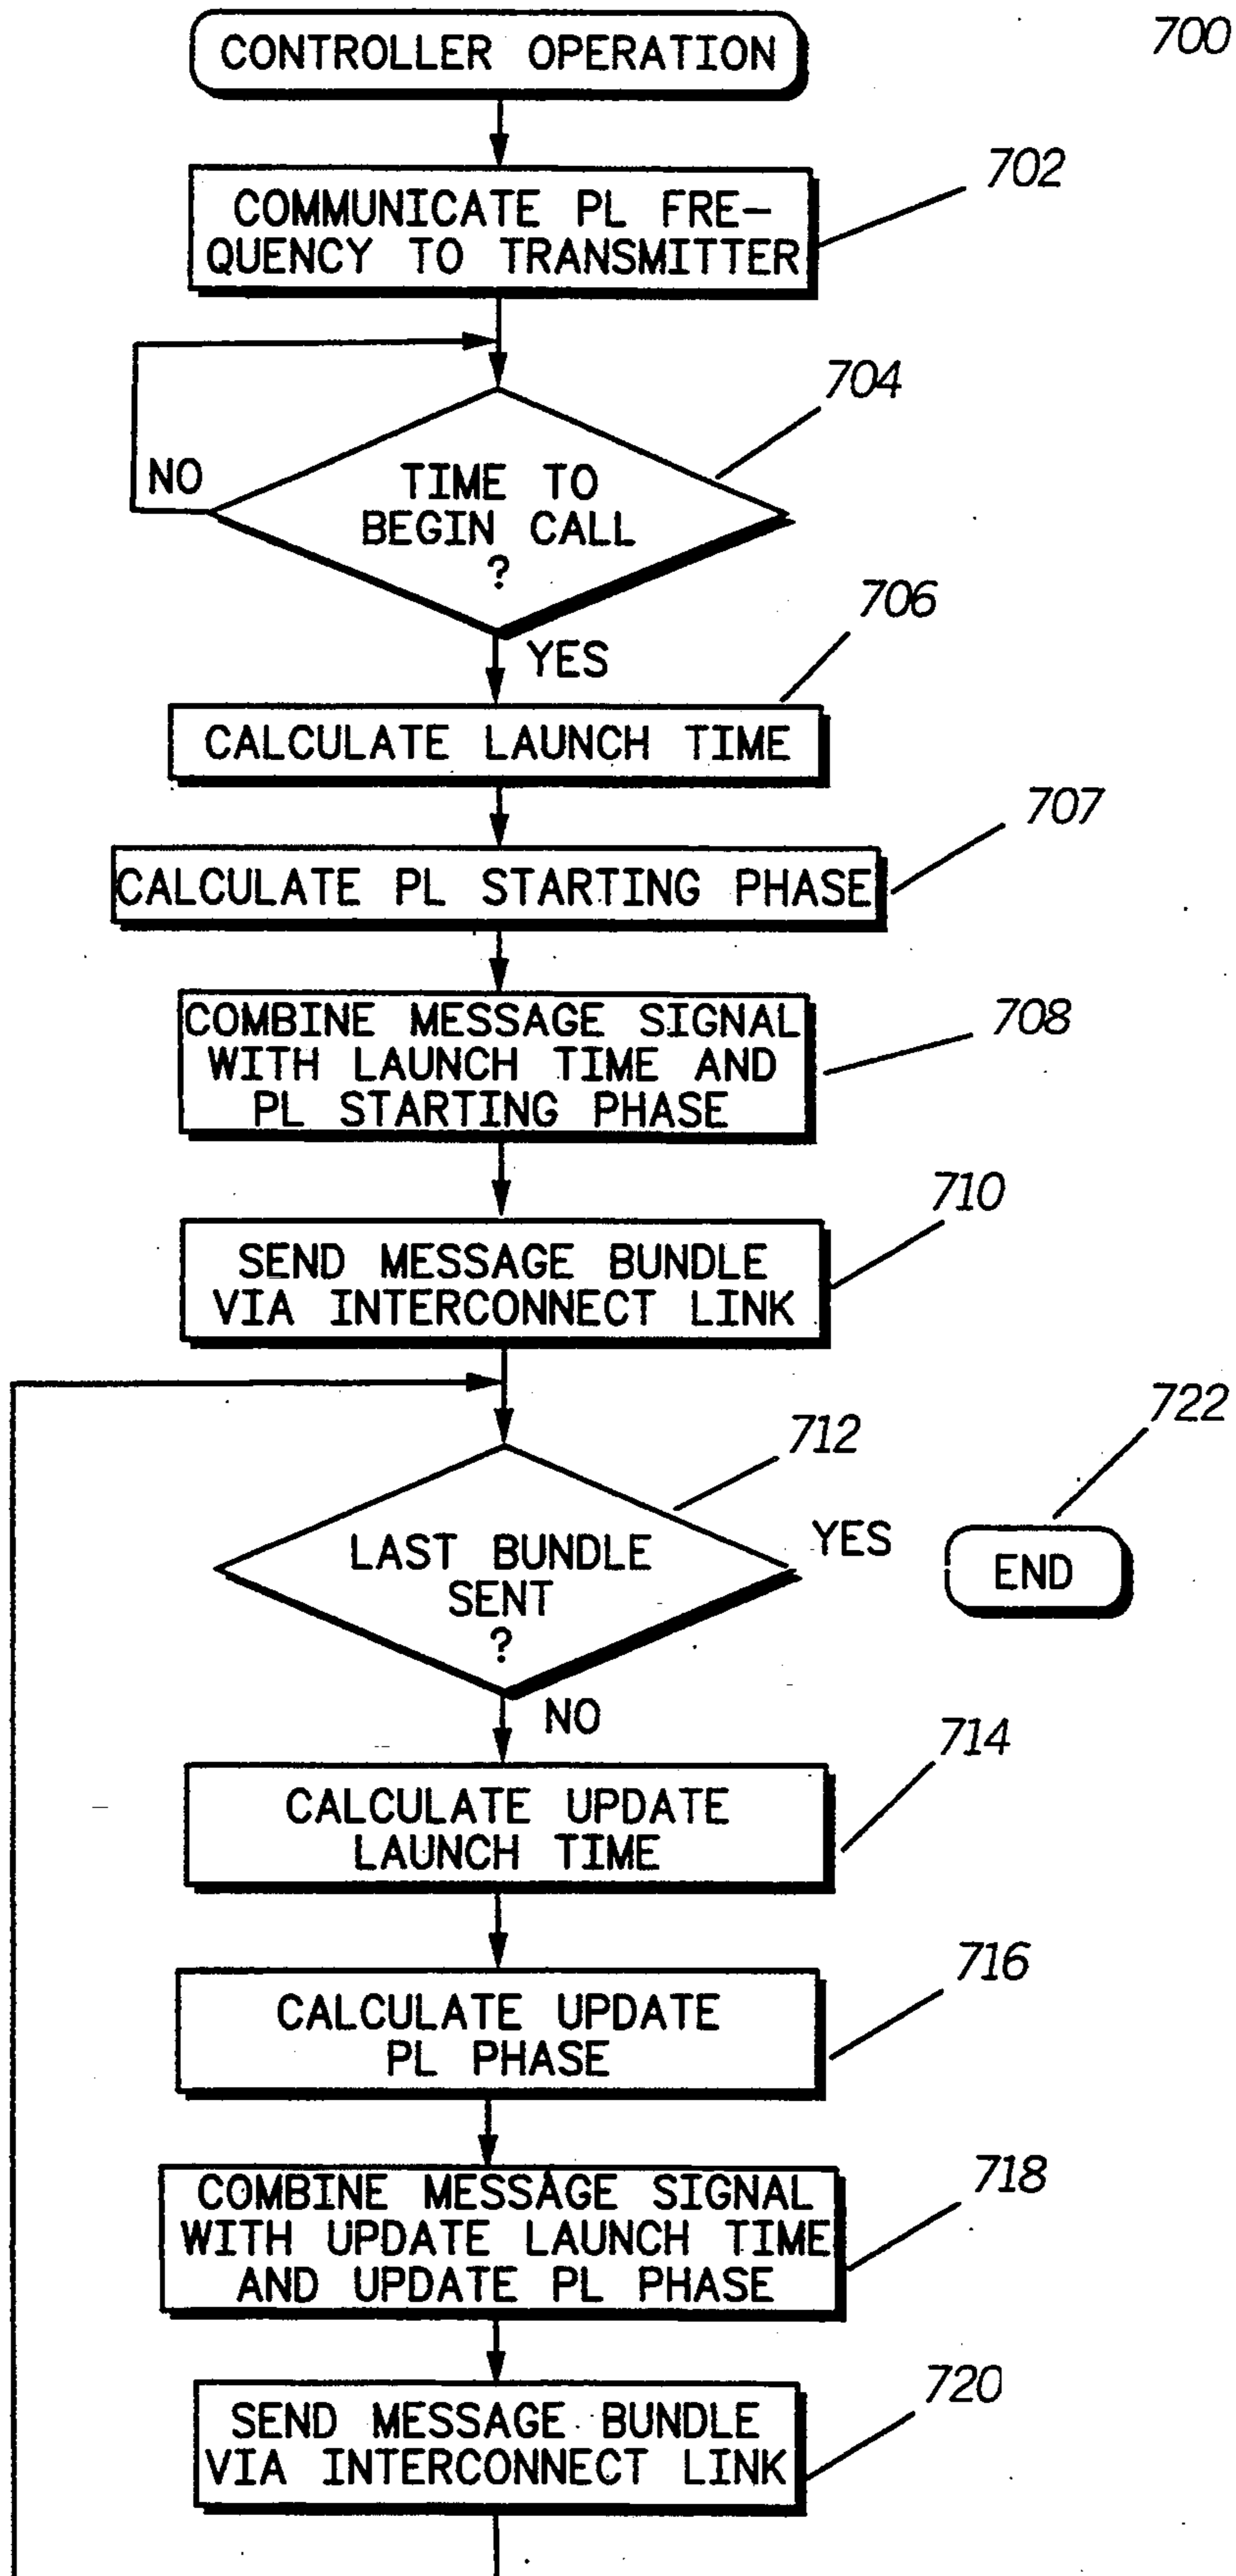 700
CONTROLLER OPERATION
702
COMMUNICATE PL FRE-
QUENCY TO TRANSMITTER
704
NO
TIME TO
BEGIN CALL
?
706
YES
CALCULATE LAUNCH TIME
707
CALCULATE PL STARTING PHASE
708
COMBINE MESSAGE SIGNAL
WITH LAUNCH TIME AND
PL STARTING PHASE
710
SEND MESSAGE BUNDLE
VIA INTERCONNECT LINK
712
722
LAST BUNDLE
SENT
?
YES
END
NO
714
CALCULATE UPDATE
LAUNCH TIME
716
CALCULATE UPDATE
PL PHASE
718
COMBINE MESSAGE SIGNAL
WITH UPDATE LAUNCH TIME
AND UPDATE PL PHASE
720
SEND MESSAGE BUNDLE
VIA INTERCONNECT LINK